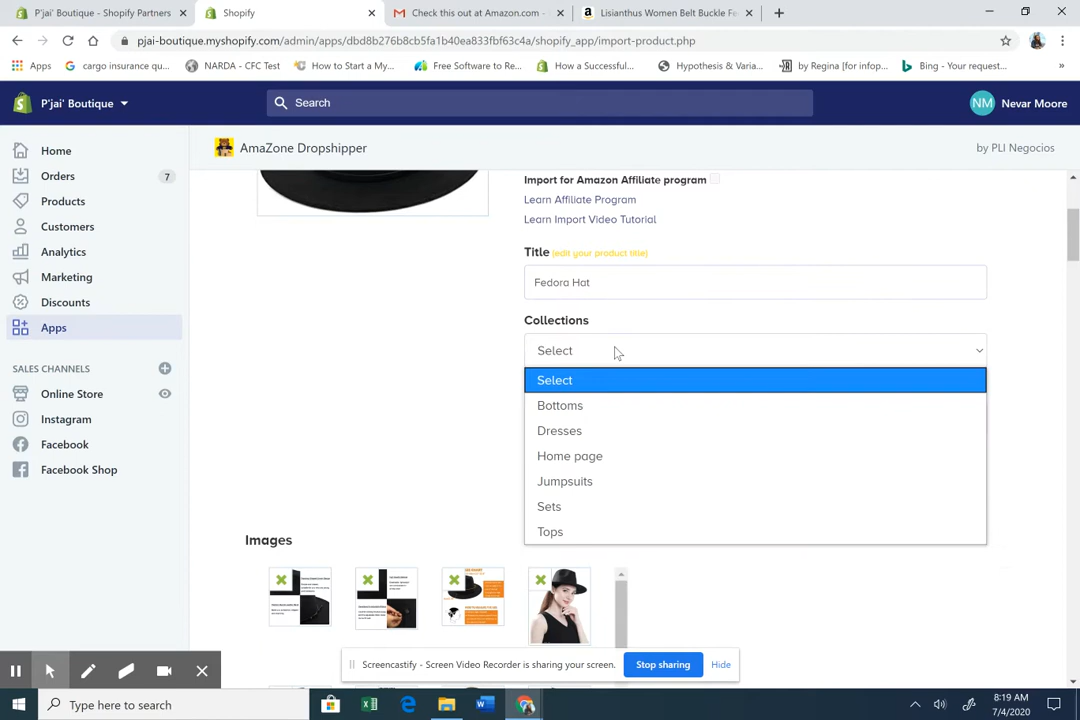 P'jai' Boutique - Shopify Partners
Shopify
Check this out at Amazon.com -
Lisianthus Women Belt Buckle Fe
pjai-boutique.myshopify.com/admin/apps/dbd8b276b8cb5fa1b40ea833fbf63c4a/shopify_app/import-product.php
Apps
cargo insurance qu...
NARDA - CFC Test
How to Start a My...
Free Software to Re...
How a Successful...
Hypothesis & Varia...
by Regina [for infop...
Bing - Your request...
P'jai' Boutique
Search
NM
Nevar Moore
Home
Orders
7
Products
Customers
Analytics
Marketing
Discounts
Apps
SALES CHANNELS
Online Store
Instagram
Facebook
Facebook Shop
AmaZone Dropshipper
by PLI Negocios
Import for Amazon Affiliate program
Learn Affiliate Program
Learn Import Video Tutorial
Title (edit your product title)
Fedora Hat
Collections
Select
Select
Bottoms
Dresses
Home page
Jumpsuits
Sets
Tops
Images
Screencastify - Screen Video Recorder is sharing your screen.
Stop sharing
Hide
Type here to search
8:19 AM
7/4/2020